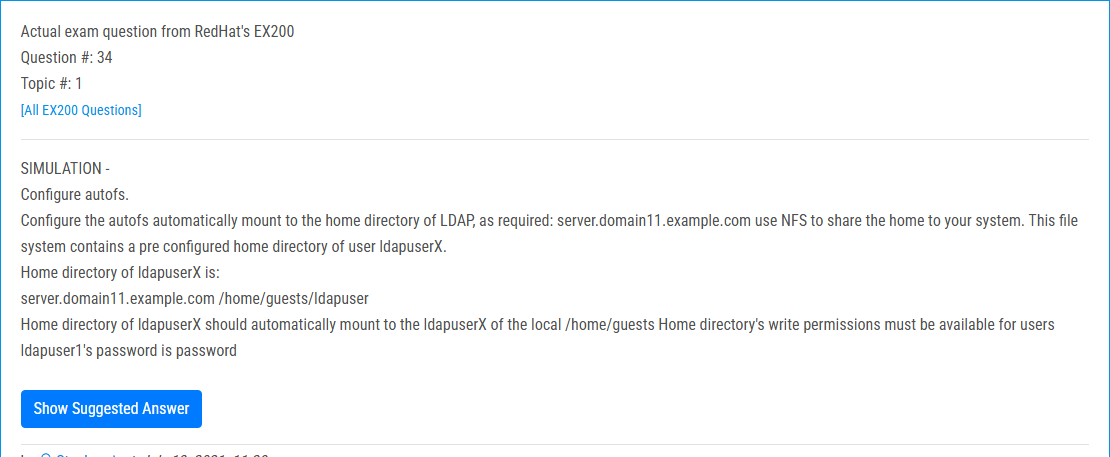 Actual exam question from RedHat's EX200
Question #: 34
Topic #: 1
[All EX200 Questions]
SIMULATION -
Configure autofs.
Configure the autofs automatically mount to the home directory of LDAP, as required: server.domain11.example.com use NFS to share the home to your system. This file
system contains a pre configured home directory of user ldapuserX.
Home directory of ldapuserX is:
server.domain11.example.com /home/guests/ldapuser
Home directory of ldapuserX should automatically mount to the ldapuserX of the local /home/guests Home directory's write permissions must be available for users
ldapuser1's password is password
Show Suggested Answer